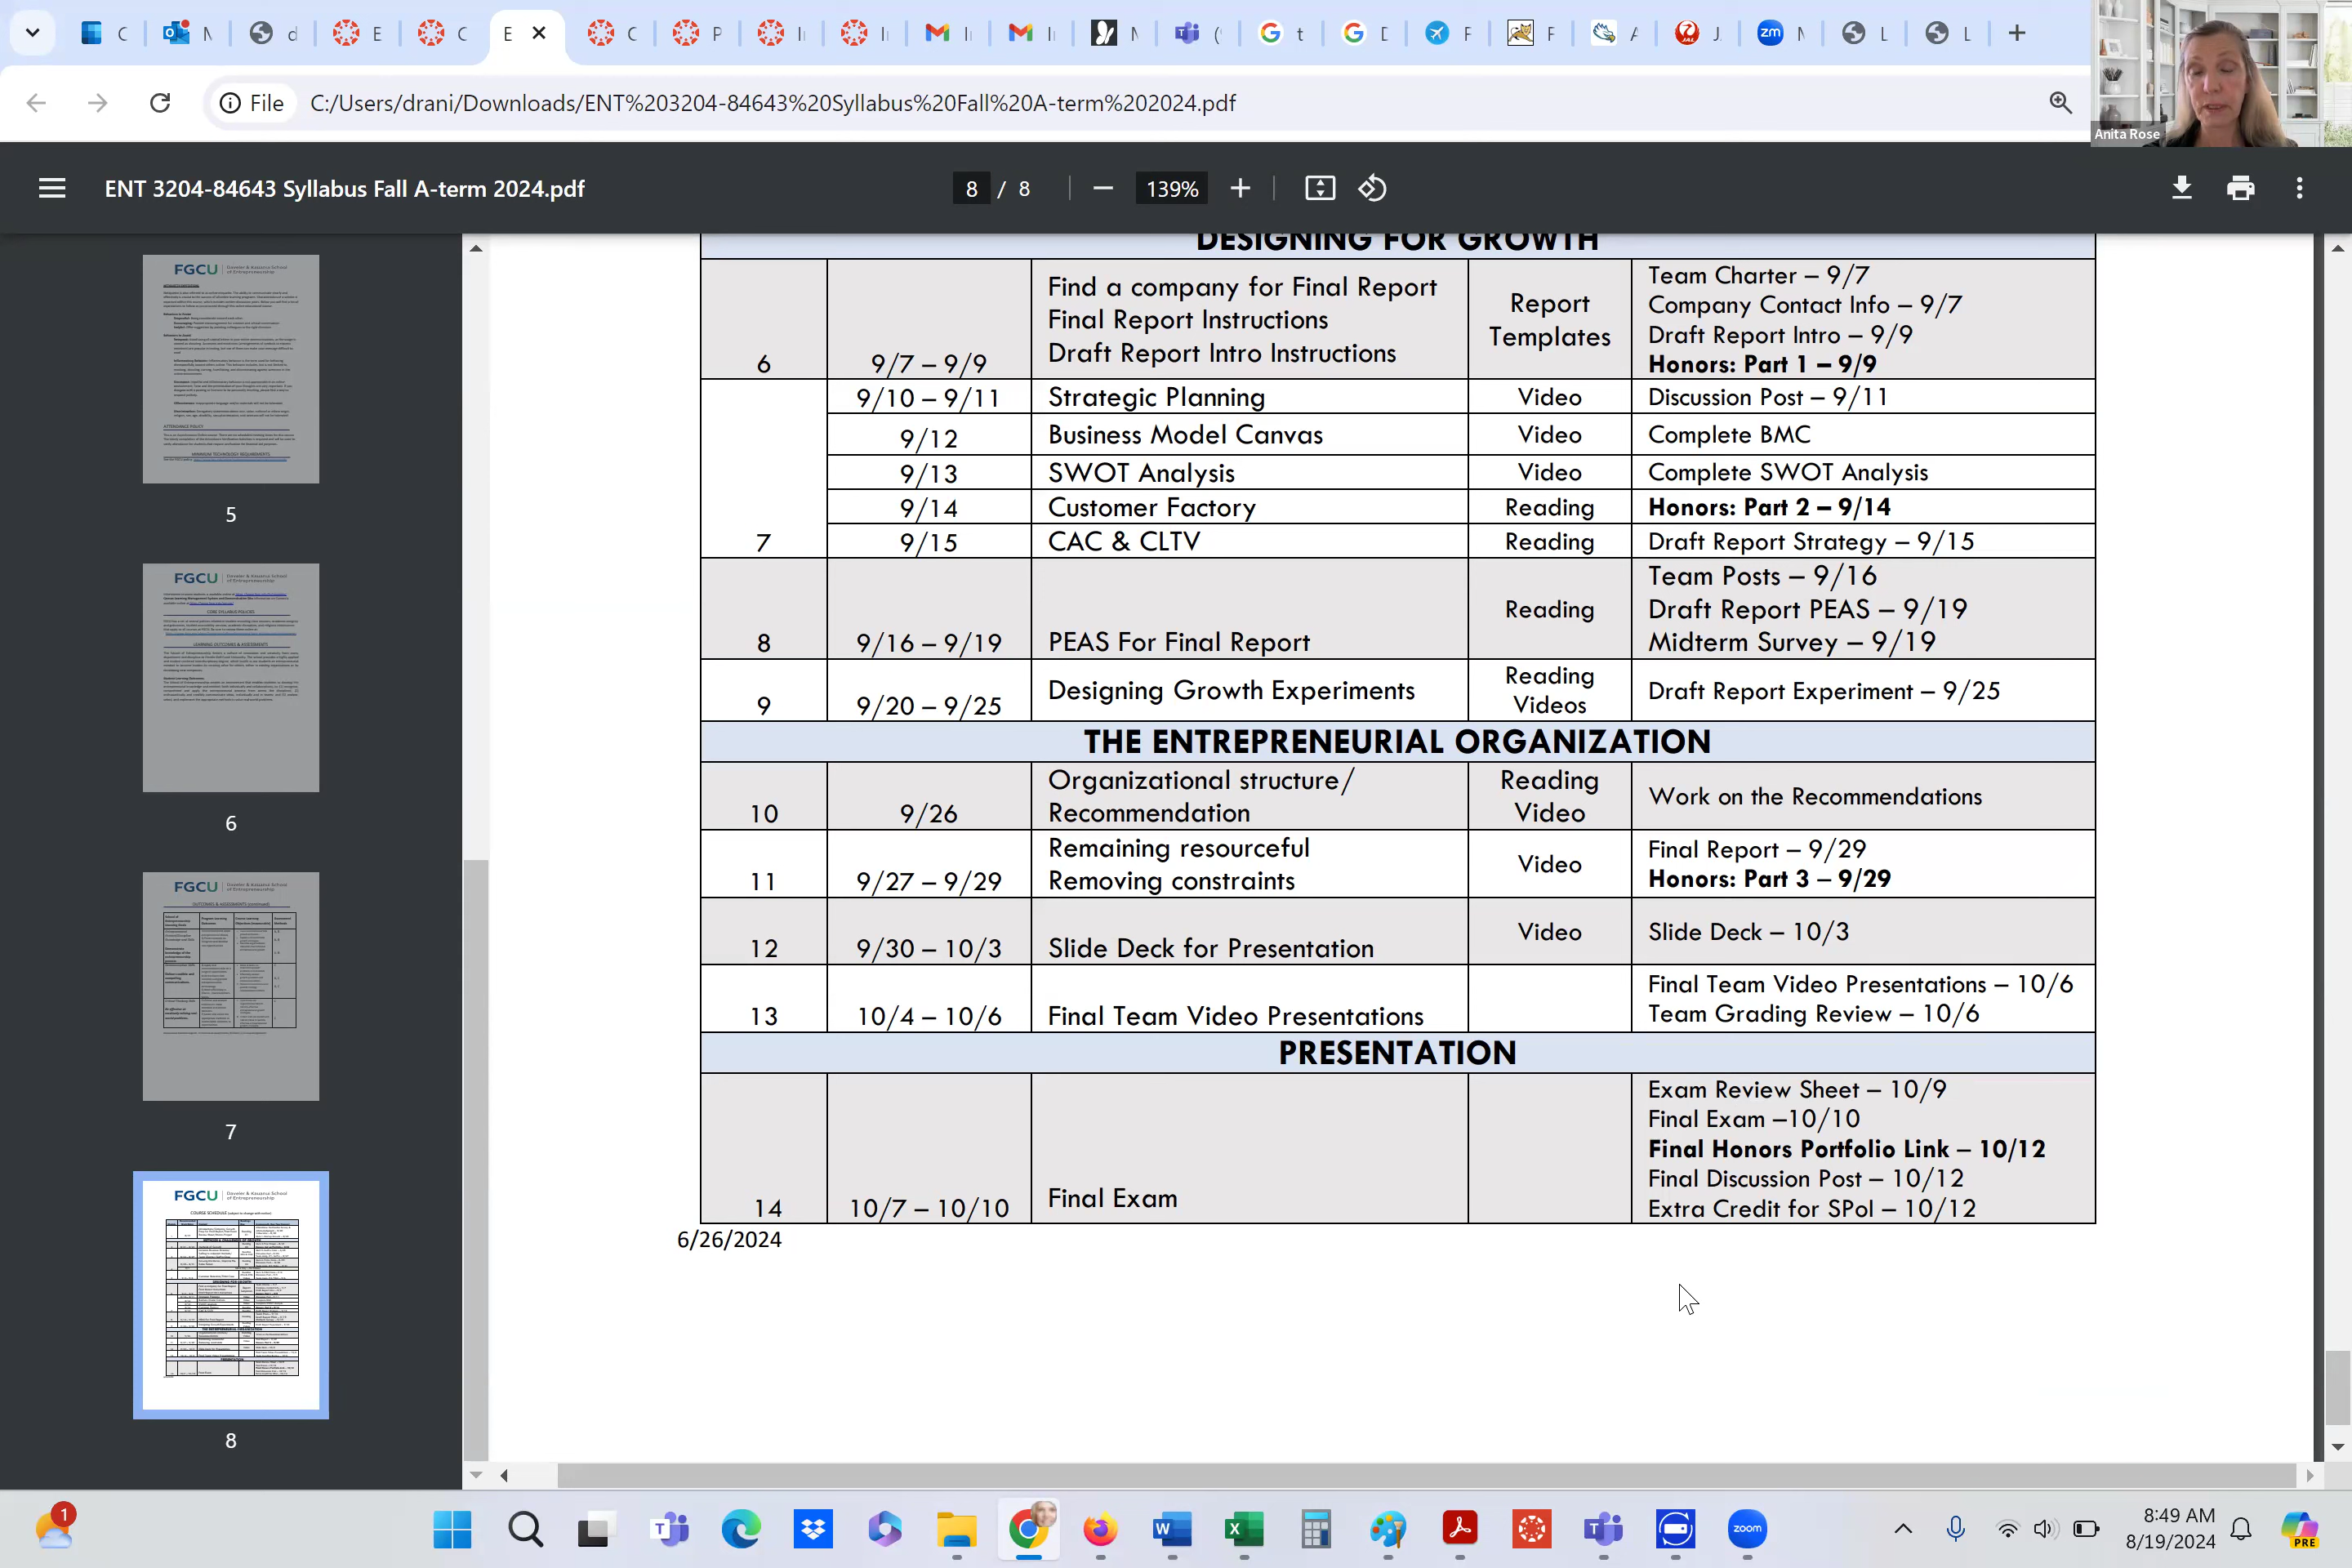 C
M
d
E
C
E
C
P
M
t
F
F
A
J
M
L
L
File
C:/Users/drani/Downloads/ENT%203204-84643%20Syllabus%20Fall%20A-term%202024.pdf
Anita Rose
ENT 3204-84643 Syllabus Fall A-term 2024.pdf
8 / 8
139%
FGCU
5
FGCU
6
FGCU
7
FGCU
8
DESIGNING FOR GROWTH
6
9/7 – 9/9
Find a company for Final Report
Final Report Instructions
Draft Report Intro Instructions
Report
Templates
Team Charter – 9/7
Company Contact Info – 9/7
Draft Report Intro – 9/9
Honors: Part 1 – 9/9
7
9/10 – 9/11 Strategic Planning Video Discussion Post – 9/11
9/12 Business Model Canvas Video Complete BMC
9/13 SWOT Analysis Video Complete SWOT Analysis
9/14 Customer Factory Reading Honors: Part 2 – 9/14
9/15 CAC & CLTV Reading Draft Report Strategy – 9/15
8
9/16 – 9/19
PEAS For Final Report
Reading
Team Posts – 9/16
Draft Report PEAS – 9/19
Midterm Survey – 9/19
9
9/20 – 9/25
Designing Growth Experiments
Reading
Videos
Draft Report Experiment – 9/25
THE ENTREPRENEURIAL ORGANIZATION
10
9/26
Organizational structure/
Recommendation
Reading
Video
Work on the Recommendations
11
9/27 – 9/29
Remaining resourceful
Removing constraints
Video
Final Report – 9/29
Honors: Part 3 – 9/29
12
9/30 – 10/3
Slide Deck for Presentation
Video
Slide Deck – 10/3
13
10/4 – 10/6
Final Team Video Presentations
Final Team Video Presentations – 10/6
Team Grading Review – 10/6
PRESENTATION
14
10/7 – 10/10
Final Exam
Exam Review Sheet – 10/9
Final Exam –10/10
Final Honors Portfolio Link – 10/12
Final Discussion Post – 10/12
Extra Credit for SPol – 10/12
6/26/2024
1
zoom
8:49 AM
8/19/2024
PRE